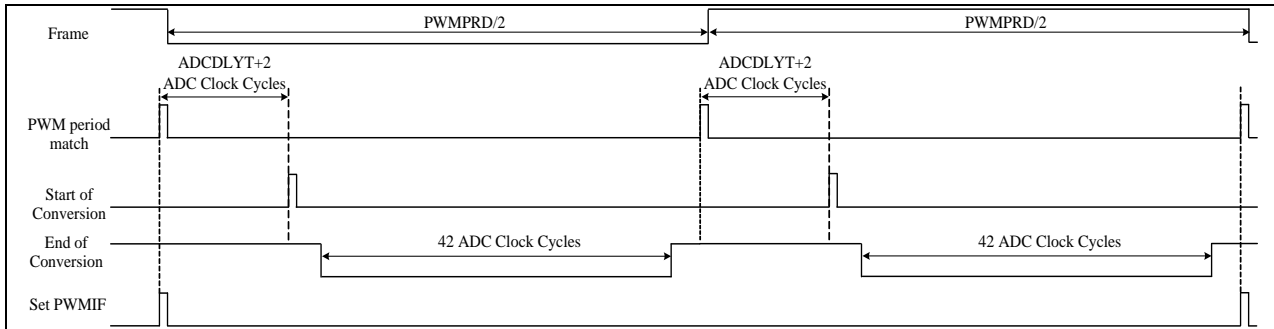 Frame
PWMPRD/2
PWMPRD/2
ADCDLYT+2
ADC Clock Cycles
ADCDLYT+2
ADC Clock Cycles
PWM period
match
Start of
Conversion
End of
Conversion
42 ADC Clock Cycles
42 ADC Clock Cycles
Set PWMIF